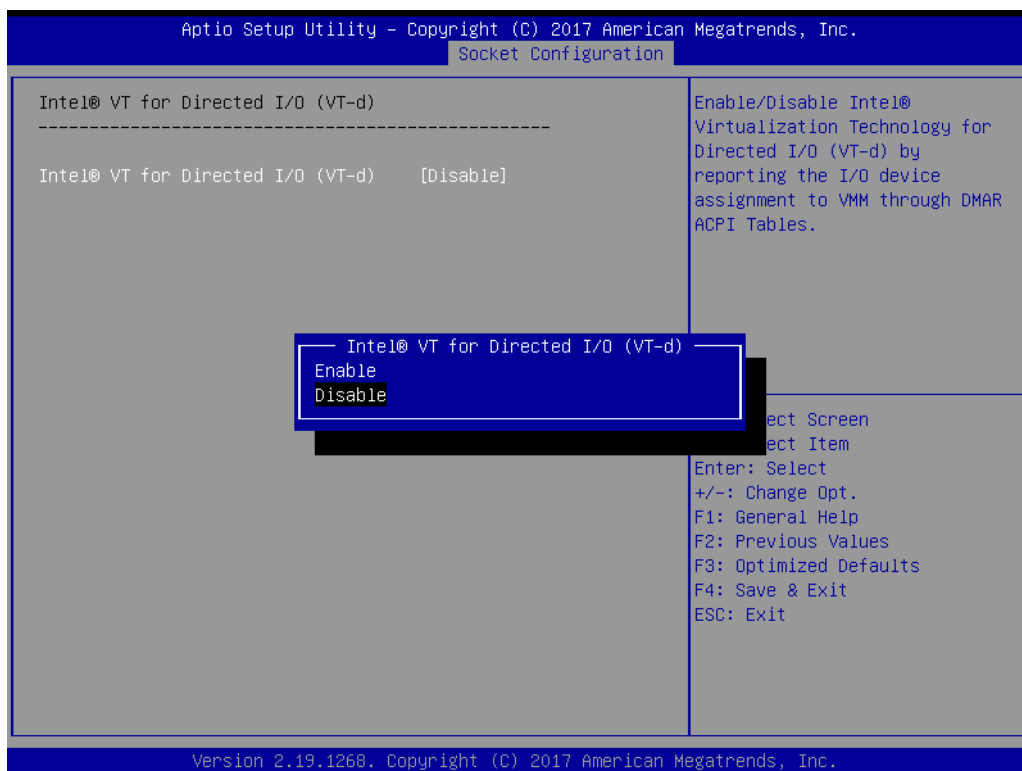 Aptio Setup Utility – Copyright (C) 2017 American Megatrends, Inc.
Socket Configuration
Intel® VT for Directed I/O (VT-d)
--------------------------------------------------
Intel® VT for Directed I/O (VT-d) [Disable]
Enable/Disable Intel®
Virtualization Technology for
Directed I/O (VT-d) by
reporting the I/O device
assignment to VMM through DMAR
ACPI Tables.
Intel® VT for Directed I/O (VT-d)
Enable
Disable
Screen
Item
Enter: Select
+/-: Change Opt.
F1: General Help
F2: Previous Values
F3: Optimized Defaults
F4: Save & Exit
ESC: Exit
Version 2.19.1268. Copyright (C) 2017 American Megatrends, Inc.